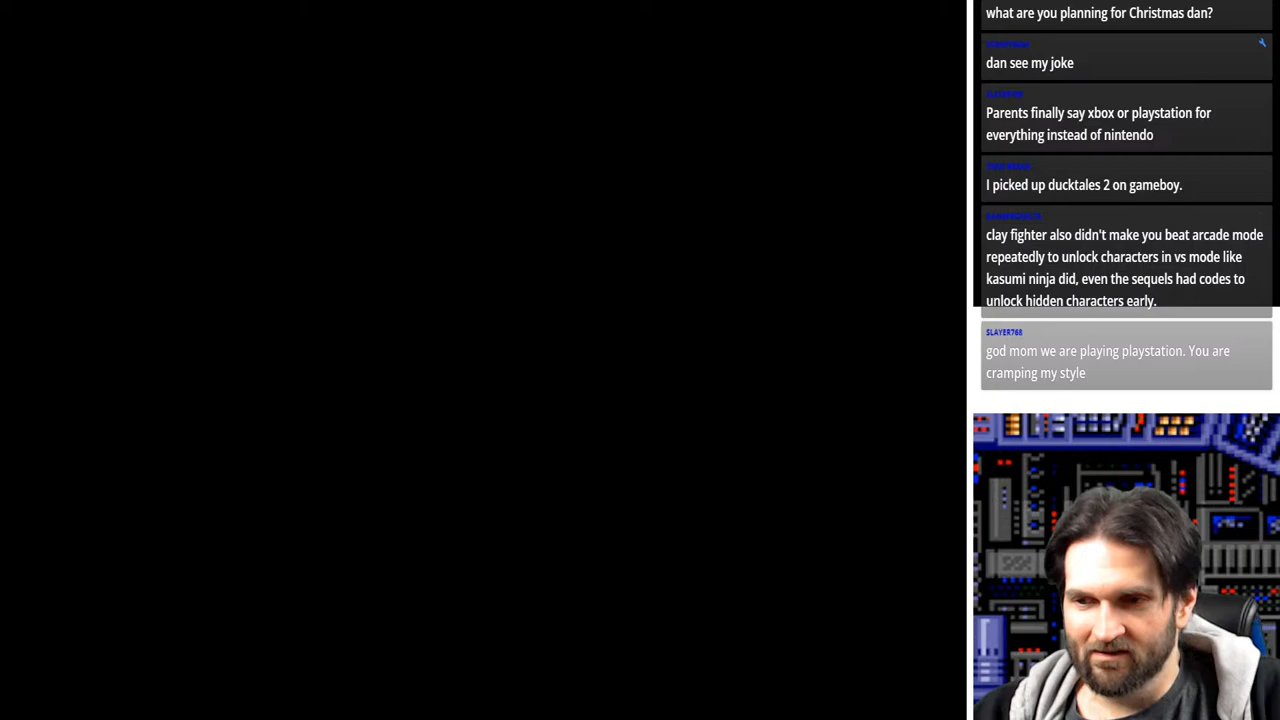 what are you planning for Christmas dan?
dan see my joke
Parents finally say xbox or playstation for
everything instead of nintendo
I picked up ducktales 2 on gameboy.
clay fighter also didn't make you beat arcade mode
repeatedly to unlock characters in vs mode like
kasumi ninja did, even the sequels had codes to
unlock hidden characters early.
SLAYER768
god mom we are playing playstation. You are
cramping my style